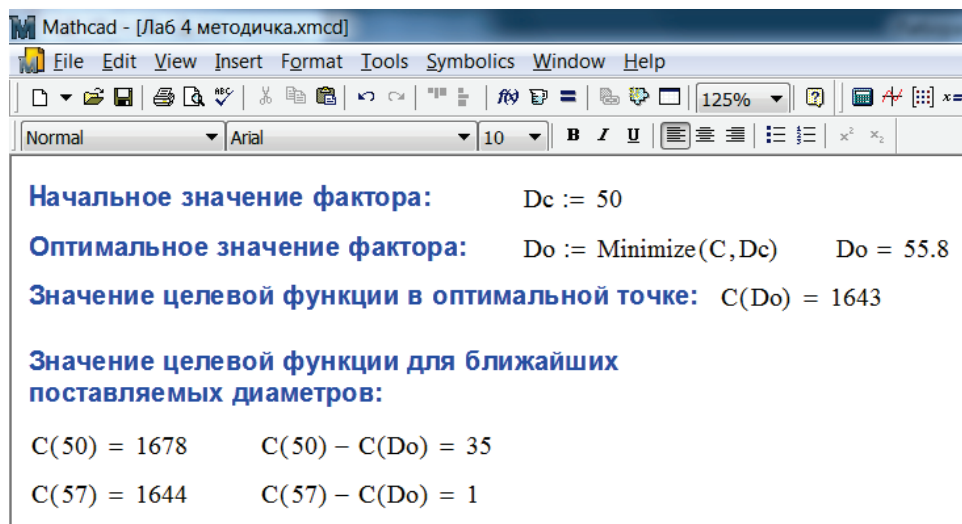 Mathcad - [Лаб 4 методичка.xmcd]
File Edit View Insert Format Tools Symbolics Window Help
125%
Normal Arial 10 B I U
Начальное значение фактора: Dc := 50
Оптимальное значение фактора: Do := Minimize(C,Dc) Do = 55.8
Значение целевой функции в оптимальной точке: C(Do) = 1643
Значение целевой функции для ближайших
поставляемых диаметров:
C(50) = 1678 C(50) − C(Do) = 35
C(57) = 1644 C(57) − C(Do) = 1